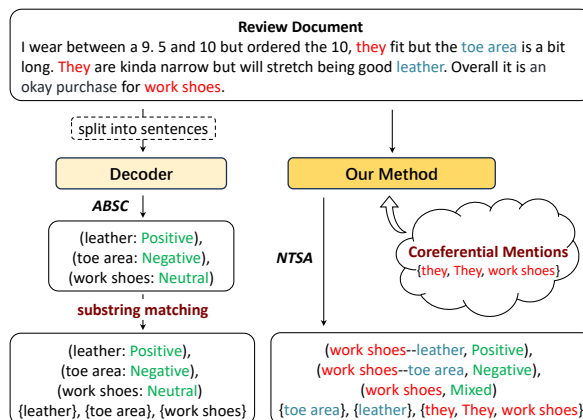 Review Document
I wear between a 9. 5 and 10 but ordered the 10, they fit but the toe area is a bit
long. They are kinda narrow but will stretch being good leather. Overall it is an
okay purchase for work shoes.
split into sentences
Decoder
Our Method
ABSC
NTSA
(leather: Positive),
(toe area: Negative),
(work shoes: Neutral)
Coreferential Mentions
{they, They, work shoes}
substring matching
(leather: Positive),
(toe area: Negative),
(work shoes: Neutral)
{leather}, {toe area}, {work shoes}
(work shoes--leather, Positive),
(work shoes--toe area, Negative),
(work shoes, Mixed)
{toe area}, {leather}, {they, They, work shoes}